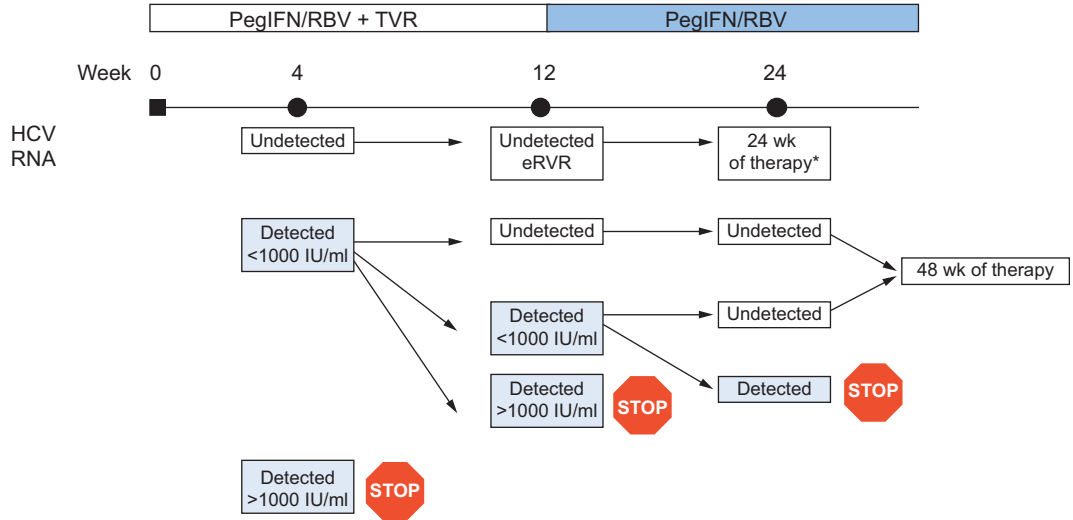 PegIFN/RBV + TVR
PegIFN/RBV
Week 0 4 12 24
HCV
RNA
Undetected
Undetected
eRVR
24 wk
of therapy*
Detected
<1000 IU/ml
Undetected
Undetected
48 wk of therapy
Detected
<1000 IU/ml
Undetected
Detected
>1000 IU/ml
STOP
Detected
STOP
Detected
>1000 IU/ml
STOP